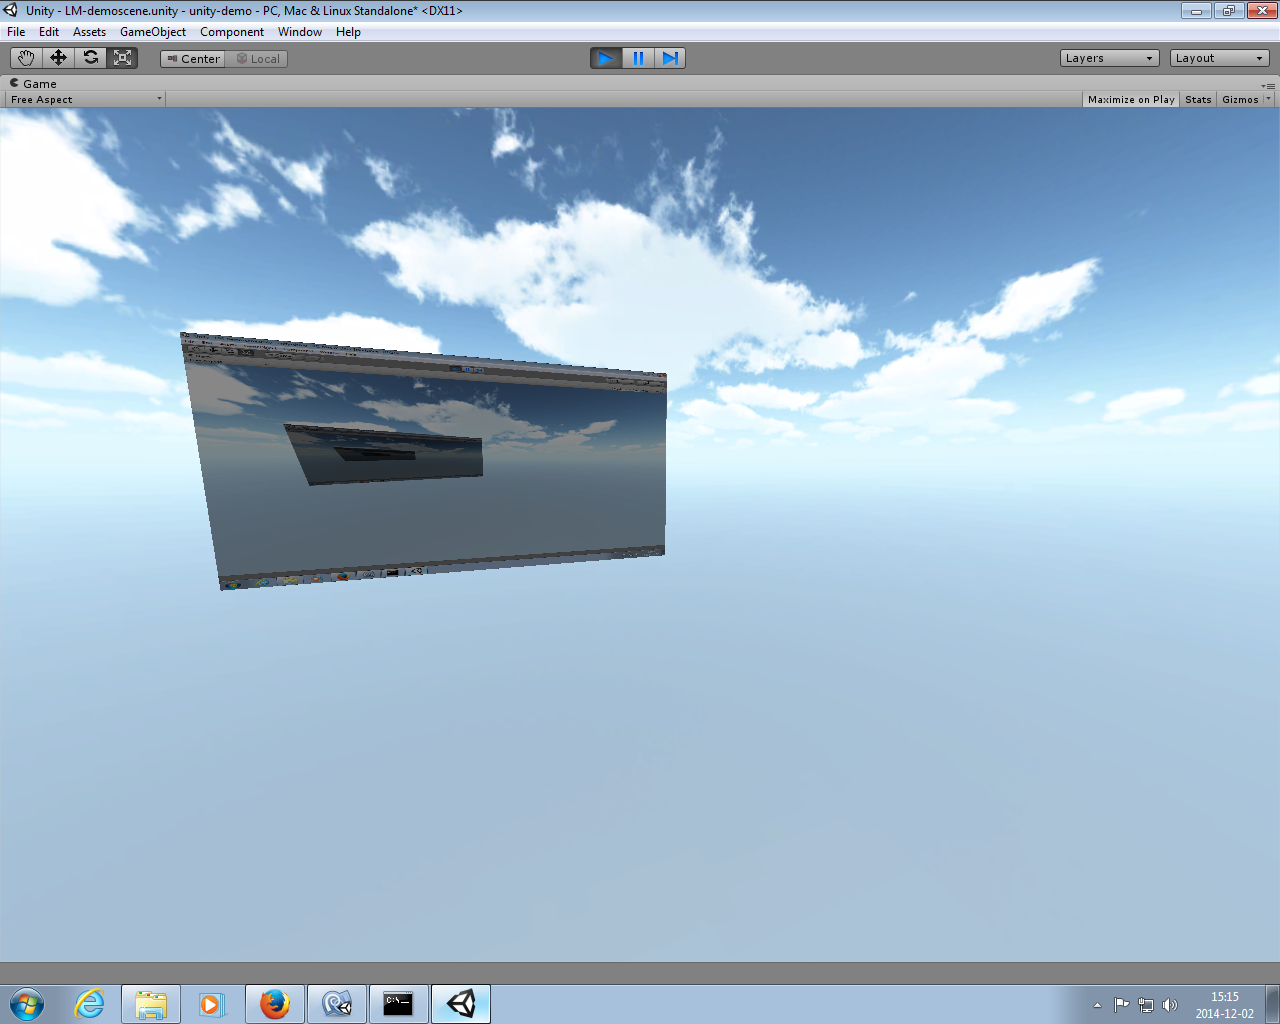 Unity - LM-demoscene.unity - unity-demo - PC, Mac & Linux Standalone* <DX11>
File Edit Assets GameObject Component Window Help
Center Local Layers Layout
Game
Free Aspect Maximize on Play Stats Gizmos
C:\_
15:15
2014-12-02